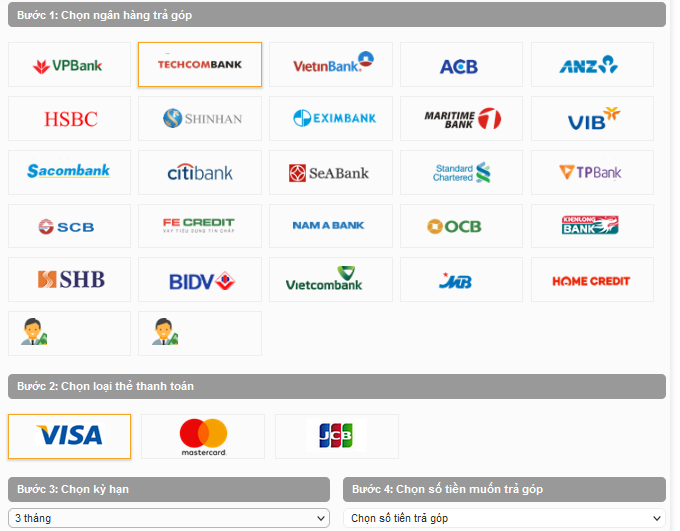 Bước 1: Chọn ngân hàng trả góp
VPBank
TECHCOMBANK
VietinBank
ACB
ANZ
HSBC
SHINHAN
EXIMBANK
MARITIME
BANK
VIB
Sacombank
citibank
SeABank
Standard
Chartered
TPBank
SCB
FE CREDIT
VAY TIÊU DÙNG TÍN CHẤP
NAM A BANK
OCB
KIENLONG
BANK
SHB
BIDV
Vietcombank
MB
HOME CREDIT
Bước 2: Chọn loại thẻ thanh toán
VISA
mastercard
JCB
Bước 3: Chọn kỳ hạn
Bước 4: Chọn số tiền muốn trả góp
3 tháng
Chọn số tiền trả góp